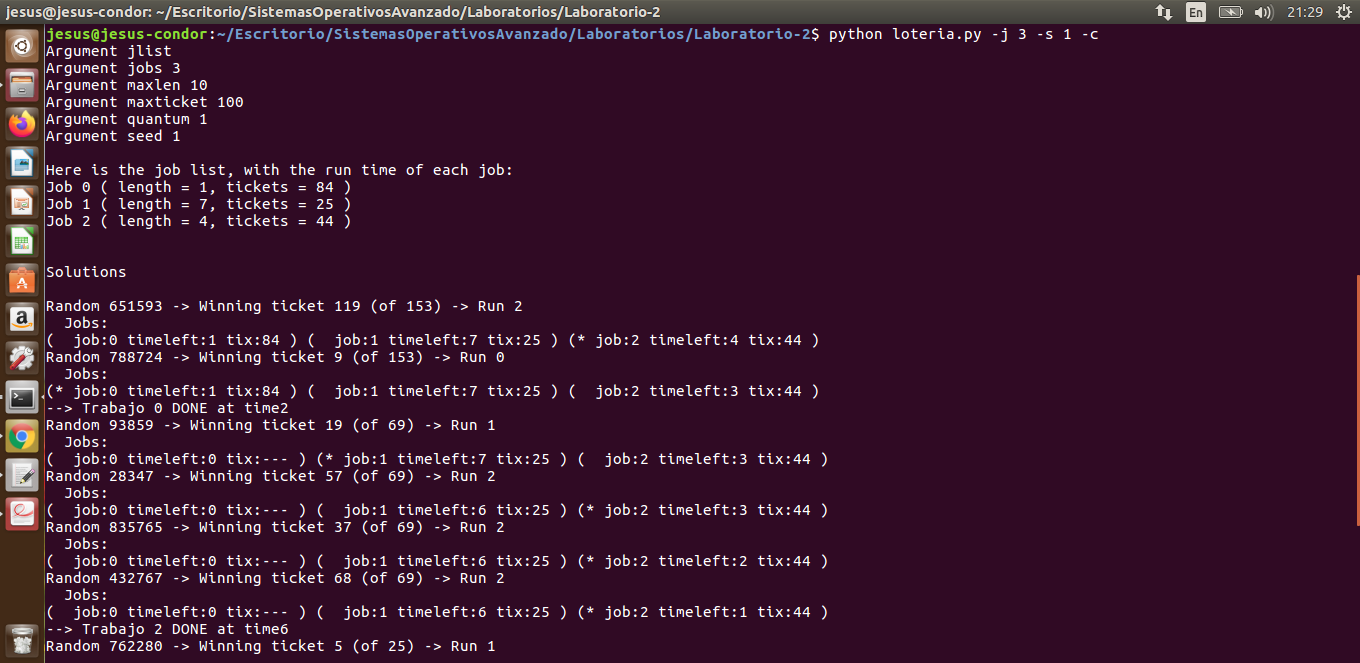 jesus@jesus-condor: ~/Escritorio/SistemasOperativosAvanzado/Laboratorios/Laboratorio-2
En
21:29
jesus@jesus-condor:~/Escritorio/SistemasOperativosAvanzado/Laboratorios/Laboratorio-2$ python loteria.py -j 3 -s 1 -c
Argument jlist
Argument jobs 3
Argument maxlen 10
Argument maxticket 100
Argument quantum 1
Argument seed 1
Here is the job list, with the run time of each job:
Job 0 ( length = 1, tickets = 84 )
Job 1 ( length = 7, tickets = 25 )
Job 2 ( length = 4, tickets = 44 )
Solutions
Random 651593 -> Winning ticket 119 (of 153) -> Run 2
Jobs:
(  job:0 timeleft:1 tix:84 ) (  job:1 timeleft:7 tix:25 ) (* job:2 timeleft:4 tix:44 )
Random 788724 -> Winning ticket 9 (of 153) -> Run 0
Jobs:
(* job:0 timeleft:1 tix:84 ) (  job:1 timeleft:7 tix:25 ) (  job:2 timeleft:3 tix:44 )
--> Trabajo 0 DONE at time2
Random 93859 -> Winning ticket 19 (of 69) -> Run 1
Jobs:
(  job:0 timeleft:0 tix:--- ) (* job:1 timeleft:7 tix:25 ) (  job:2 timeleft:3 tix:44 )
Random 28347 -> Winning ticket 57 (of 69) -> Run 2
Jobs:
(  job:0 timeleft:0 tix:--- ) (  job:1 timeleft:6 tix:25 ) (* job:2 timeleft:3 tix:44 )
Random 835765 -> Winning ticket 37 (of 69) -> Run 2
Jobs:
(  job:0 timeleft:0 tix:--- ) (  job:1 timeleft:6 tix:25 ) (* job:2 timeleft:2 tix:44 )
Random 432767 -> Winning ticket 68 (of 69) -> Run 2
Jobs:
(  job:0 timeleft:0 tix:--- ) (  job:1 timeleft:6 tix:25 ) (* job:2 timeleft:1 tix:44 )
--> Trabajo 2 DONE at time6
Random 762280 -> Winning ticket 5 (of 25) -> Run 1